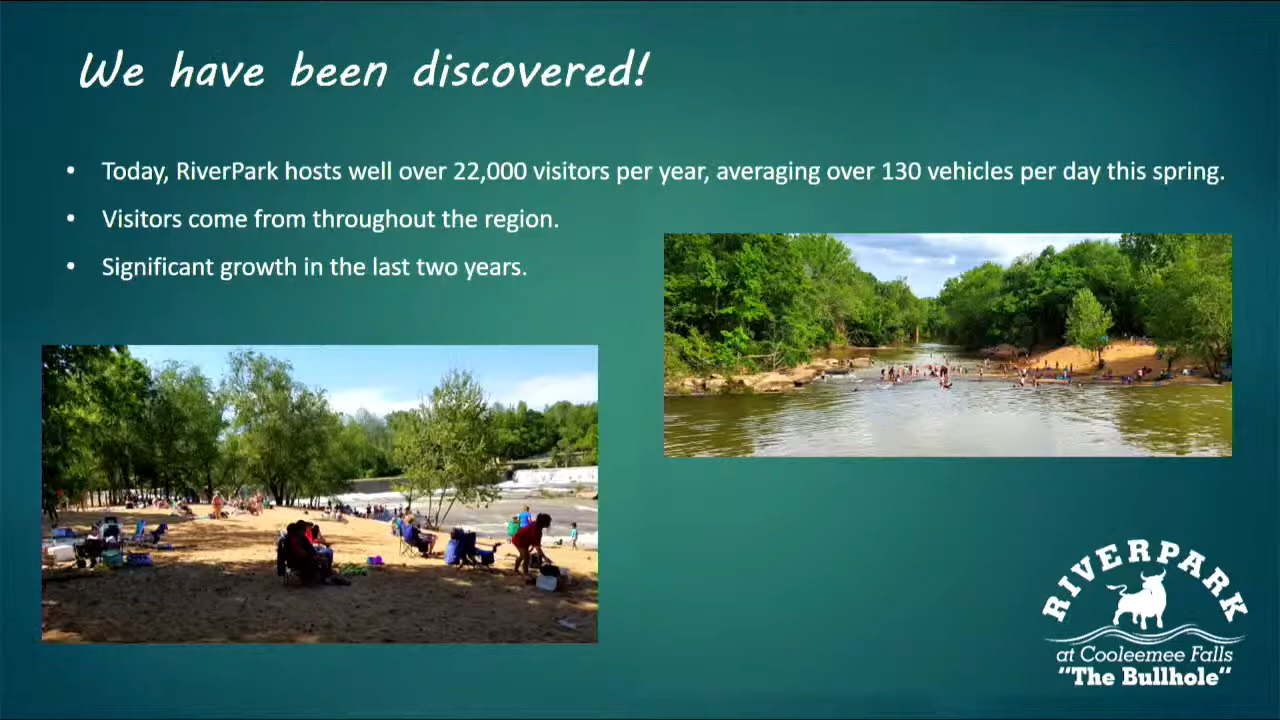 We have been discovered!
• Today, RiverPark hosts well over 22,000 visitors per year, averaging over 130 vehicles per day this spring.
• Visitors come from throughout the region.
• Significant growth in the last two years.
RIVERPARK
at Cooleemee Falls
"The Bullhole"